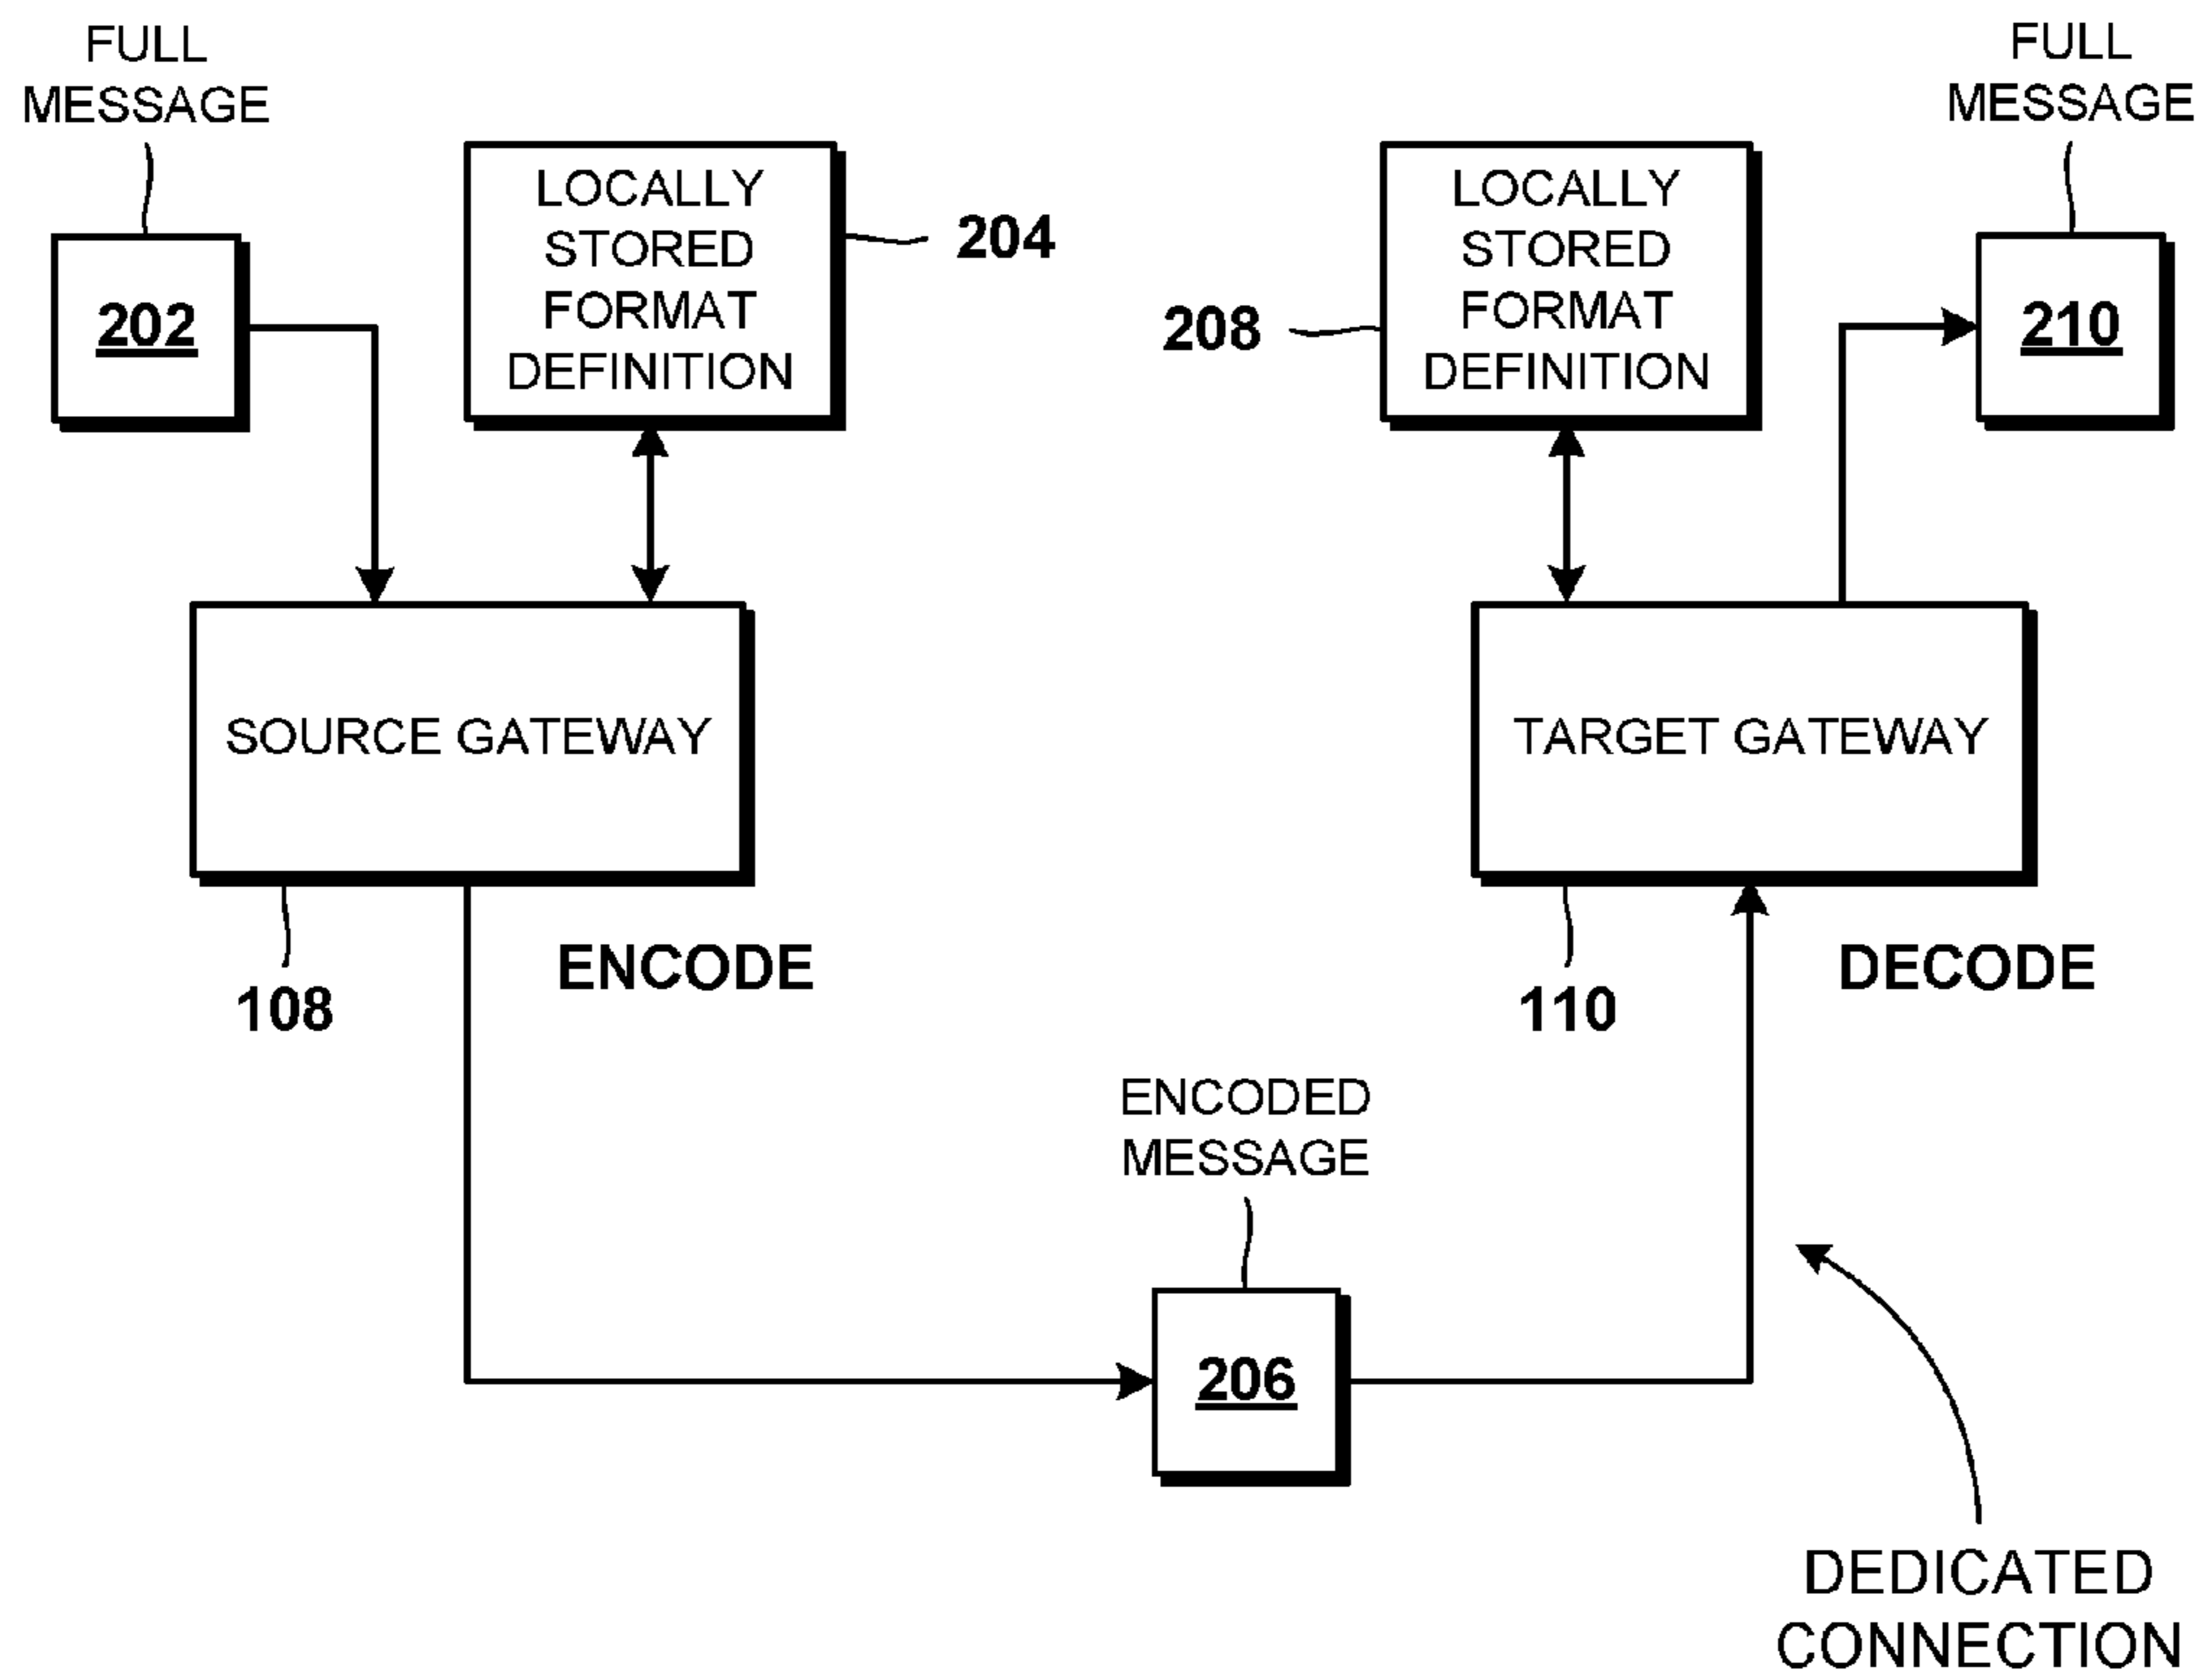 FULL
MESSAGE
202
LOCALLY
STORED
FORMAT
DEFINITION
204
208
LOCALLY
STORED
FORMAT
DEFINITION
FULL
MESSAGE
210
SOURCE GATEWAY
108
ENCODE
TARGET GATEWAY
110
DECODE
ENCODED
MESSAGE
206
DEDICATED
CONNECTION